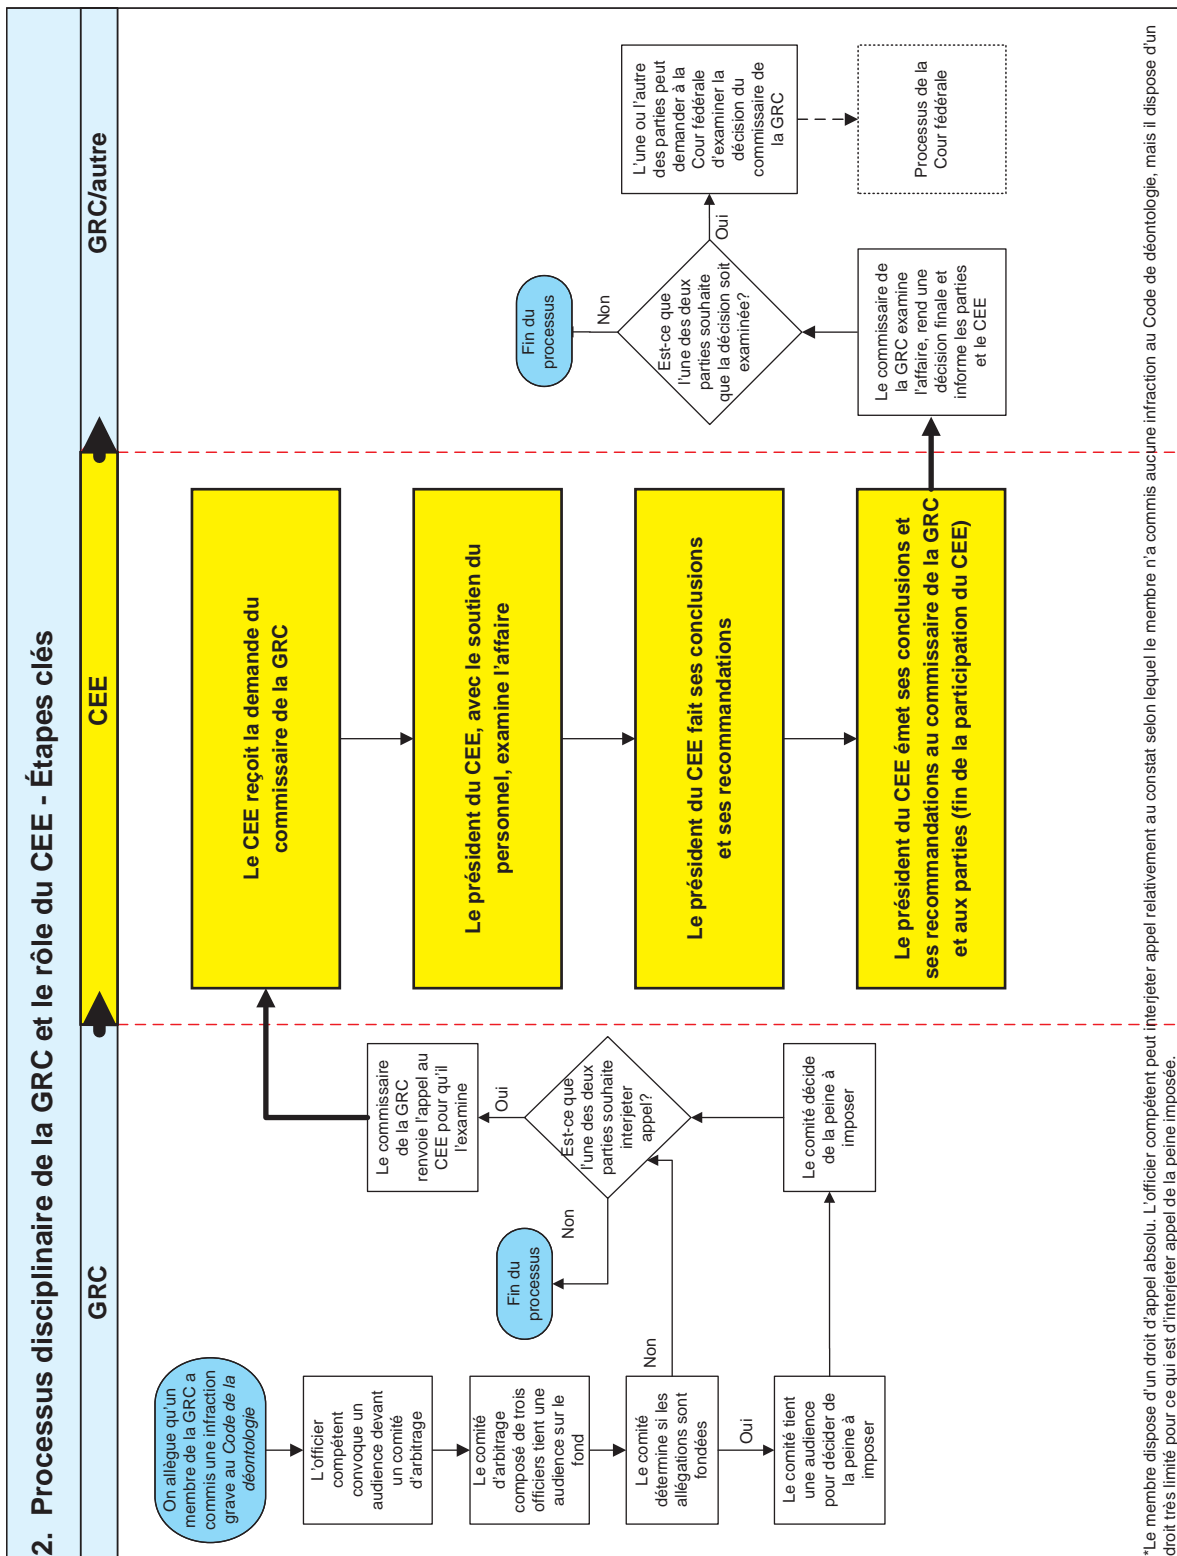 2. Processus disciplinaire de la GRC et le rôle du CEE - Étapes clés
GRC
CEE
GRC/autre
On allègue qu'un
membre de la GRC a
commis une infraction
grave au Code de la
déontologie
L'officier
compétent
convoque un
audience devant
un comité
d'arbitrage
Le comité
d'arbitrage
composé de trois
officiers tient une
audience sur le
fond
Le comité
détermine si les
allégations sont
fondées
Non
Oui
Le comité tient
une audience
pour décider de
la peine à
imposer
Le comité décide
de la peine à
imposer
Est-ce que
l'une des deux
parties souhaite
interjeter
appel?
Non
Fin du
processus
Oui
Le commissaire
de la GRC
renvoie l'appel au
CEE pour qu'il
l'examine
Le CEE reçoit la demande du
commissaire de la GRC
Le président du CEE, avec le soutien du
personnel, examine l'affaire
Le président du CEE fait ses conclusions
et ses recommandations
Le président du CEE émet ses conclusions et
ses recommandations au commissaire de la GRC
et aux parties (fin de la participation du CEE)
Le commissaire de
la GRC examine
l'affaire, rend une
décision finale et
informe les parties
et le CEE
Est-ce que
l'une des deux
parties souhaite
que la décision soit
examinée?
Non
Fin du
processus
Oui
L'une ou l'autre
des parties peut
demander à la
Cour fédérale
d'examiner la
décision du
commissaire de
la GRC
Processus de la
Cour fédérale
*Le membre dispose d'un droit d'appel absolu. L'officier compétent peut interjeter appel relativement au constat selon lequel le membre n'a commis aucune infraction au Code de déontologie, mais il dispose d'un
droit très limité pour ce qui est d'interjeter appel de la peine imposée.